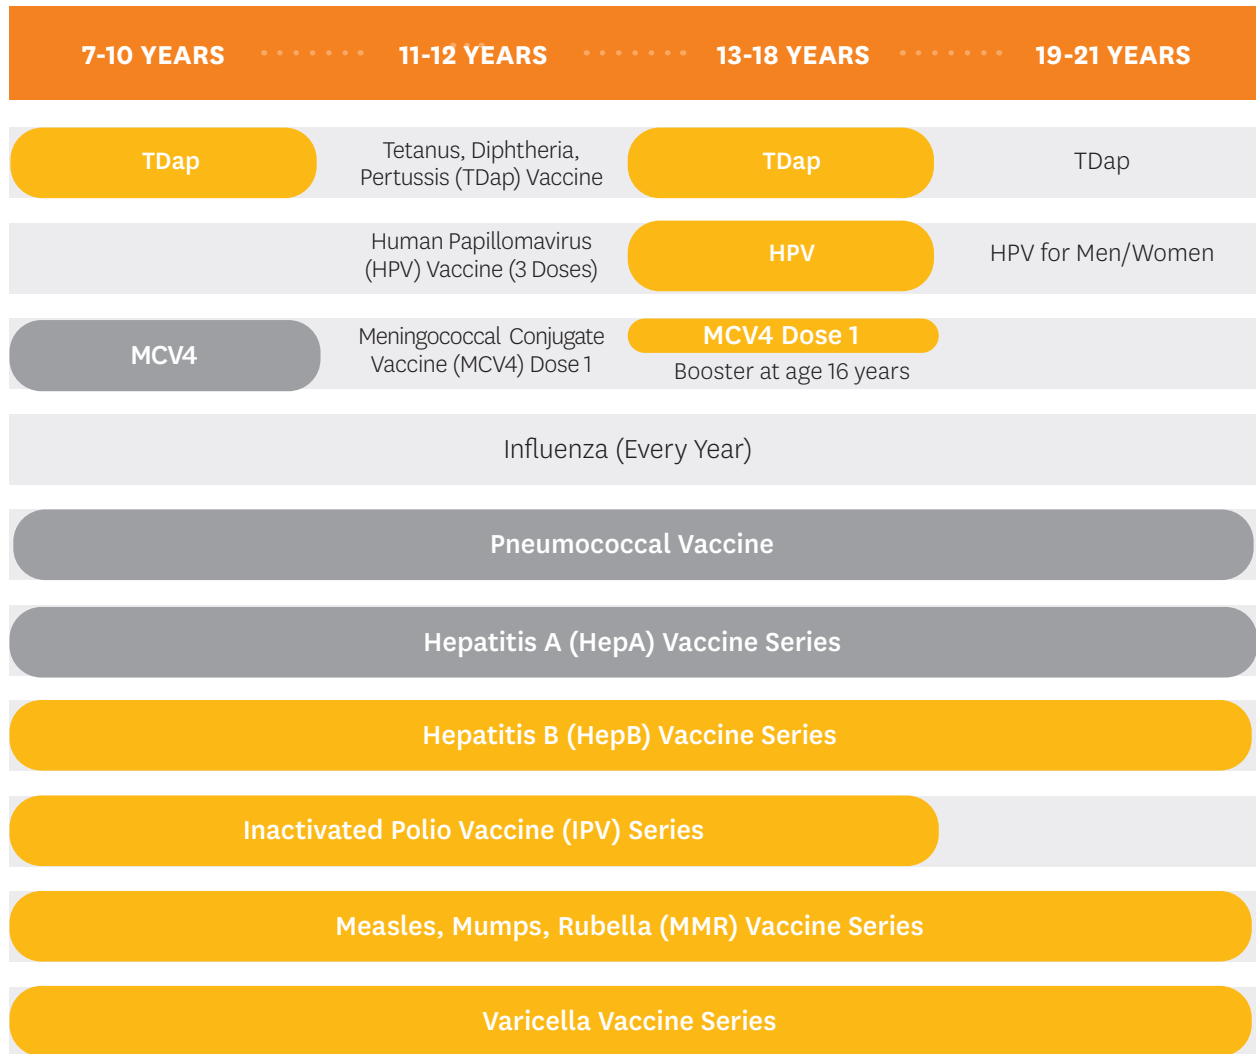 7-10 YEARS
11-12 YEARS
13-18 YEARS
19-21 YEARS
TDap
Tetanus, Diphtheria,
Pertussis (TDap) Vaccine
TDap
TDap
Human Papillomavirus
(HPV) Vaccine (3 Doses)
HPV
HPV for Men/Women
MCV4
Meningococcal Conjugate
Vaccine (MCV4) Dose 1
MCV4 Dose 1
Booster at age 16 years
Influenza (Every Year)
Pneumococcal Vaccine
Hepatitis A (HepA) Vaccine Series
Hepatitis B (HepB) Vaccine Series
Inactivated Polio Vaccine (IPV) Series
Measles, Mumps, Rubella (MMR) Vaccine Series
Varicella Vaccine Series